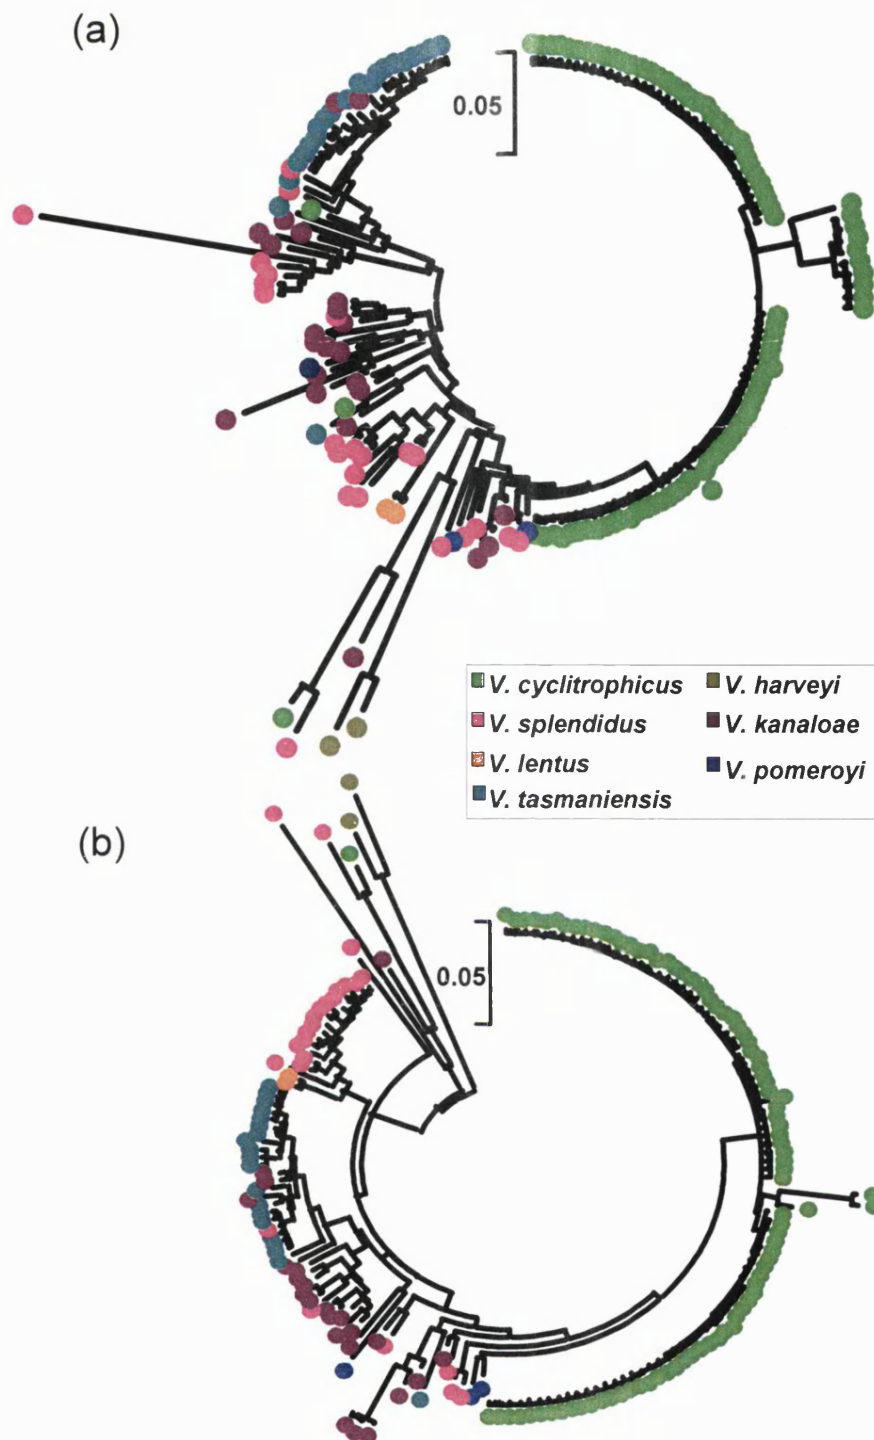 (a)
0.05
V. cyclitrophicus
V. harveyi
V. splendidus
V. kanaloae
V. lentus
V. pomeroyi
V. tasmaniensis
(b)
0.05